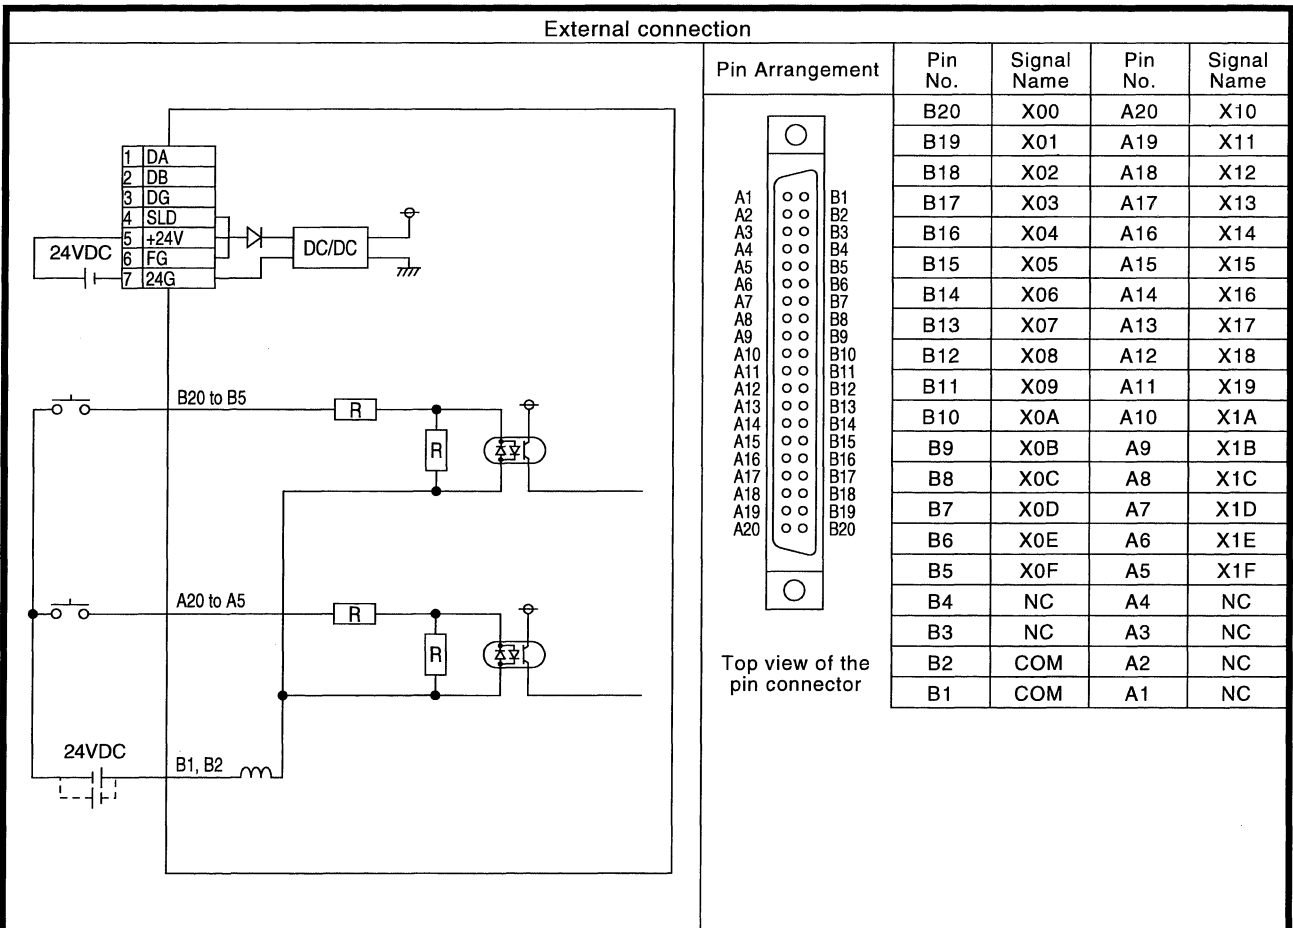 External connection
1 DA
2 DB
3 DG
4 SLD
5 +24V
6 FG
7 24G
24VDC
DC/DC
B20 to B5
R
R
A20 to A5
R
R
24VDC
B1, B2
Pin Arrangement
A1 B1
A2 B2
A3 B3
A4 B4
A5 B5
A6 B6
A7 B7
A8 B8
A9 B9
A10 B10
A11 B11
A12 B12
A13 B13
A14 B14
A15 B15
A16 B16
A17 B17
A18 B18
A19 B19
A20 B20
Top view of the
pin connector
Pin No. Signal Name Pin No. Signal Name
B20 X00 A20 X10
B19 X01 A19 X11
B18 X02 A18 X12
B17 X03 A17 X13
B16 X04 A16 X14
B15 X05 A15 X15
B14 X06 A14 X16
B13 X07 A13 X17
B12 X08 A12 X18
B11 X09 A11 X19
B10 X0A A10 X1A
B9 X0B A9 X1B
B8 X0C A8 X1C
B7 X0D A7 X1D
B6 X0E A6 X1E
B5 X0F A5 X1F
B4 NC A4 NC
B3 NC A3 NC
B2 COM A2 NC
B1 COM A1 NC